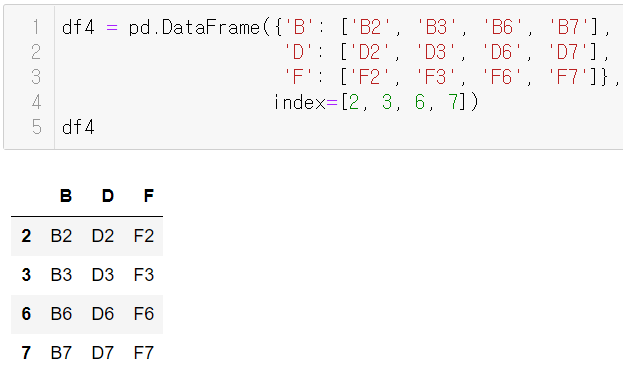 1 df4 = pd.DataFrame({'B': ['B2', 'B3', 'B6', 'B7'],
2 'D': ['D2', 'D3', 'D6', 'D7'],
3 'F': ['F2', 'F3', 'F6', 'F7']},
4 index=[2, 3, 6, 7])
5 df4
B D F
2 B2 D2 F2
3 B3 D3 F3
6 B6 D6 F6
7 B7 D7 F7